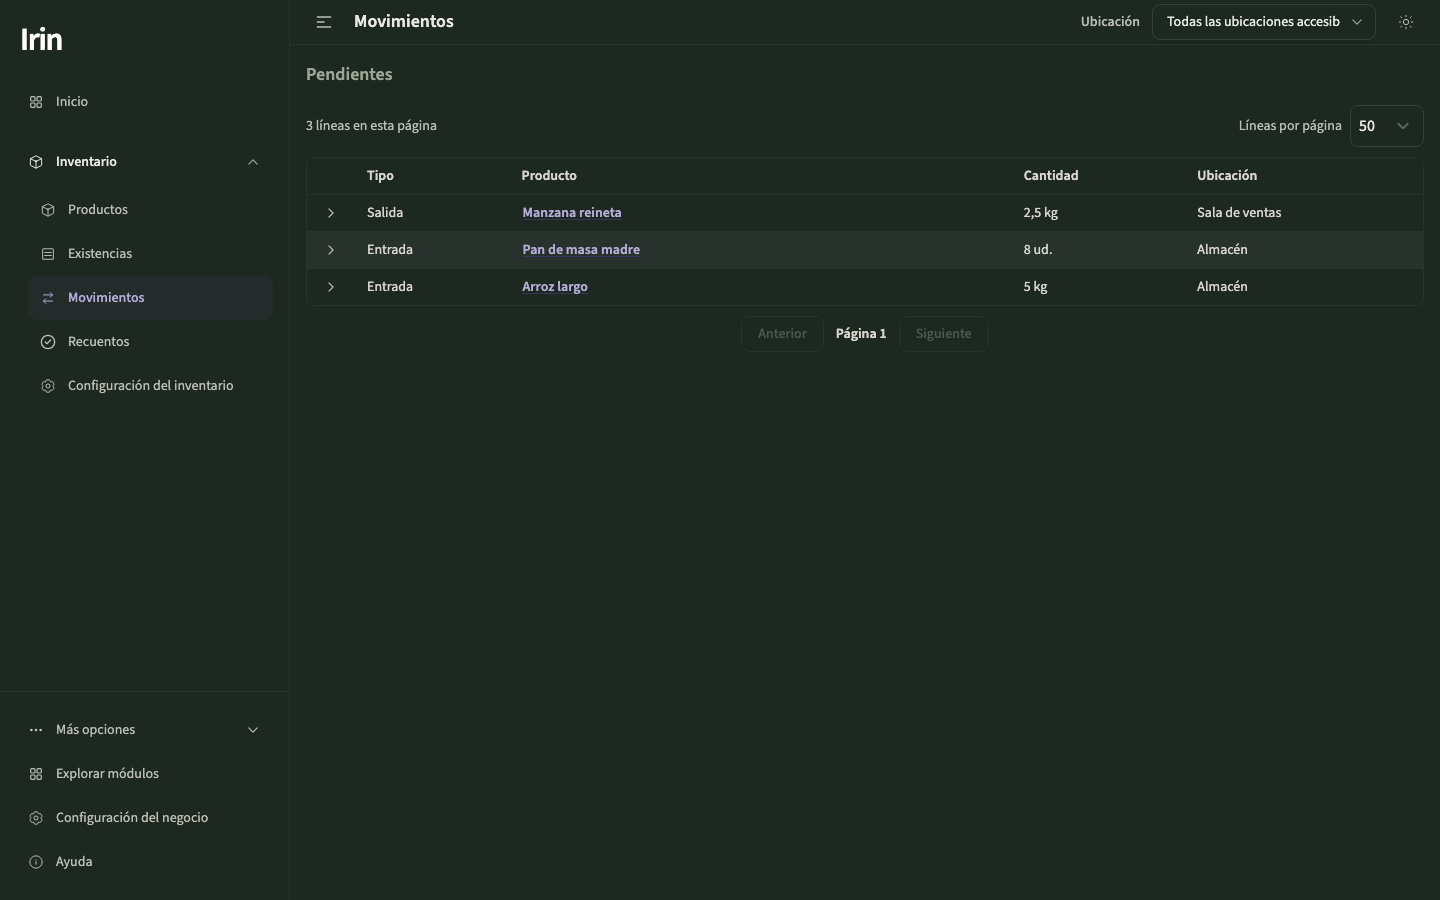 Irin
Inicio
Inventario
Productos
Existencias
Movimientos
Recuentos
Configuración del inventario
Más opciones
Explorar módulos
Configuración del negocio
Ayuda
Movimientos
Ubicación Todas las ubicaciones accesib
Pendientes
3 líneas en esta página
Líneas por página 50
Tipo Producto Cantidad Ubicación
Salida Manzana reineta 2,5 kg Sala de ventas
Entrada Pan de masa madre 8 ud. Almacén
Entrada Arroz largo 5 kg Almacén
Anterior Página 1 Siguiente